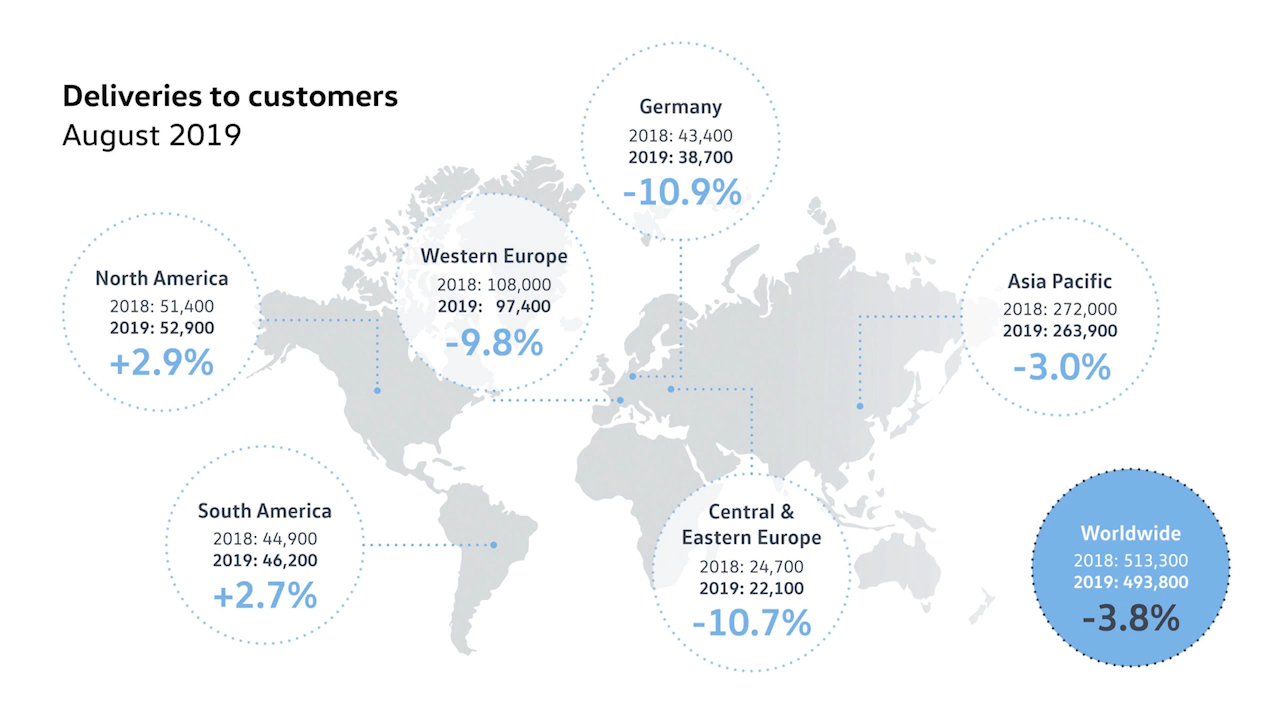 Deliveries to customers
August 2019
Germany
2018: 43,400
2019: 38,700
-10.9%
Western Europe
2018: 108,000
2019: 97,400
-9.8%
North America
2018: 51,400
2019: 52,900
+2.9%
Asia Pacific
2018: 272,000
2019: 263,900
-3.0%
South America
2018: 44,900
2019: 46,200
+2.7%
Central &
Eastern Europe
2018: 24,700
2019: 22,100
-10.7%
Worldwide
2018: 513,300
2019: 493,800
-3.8%